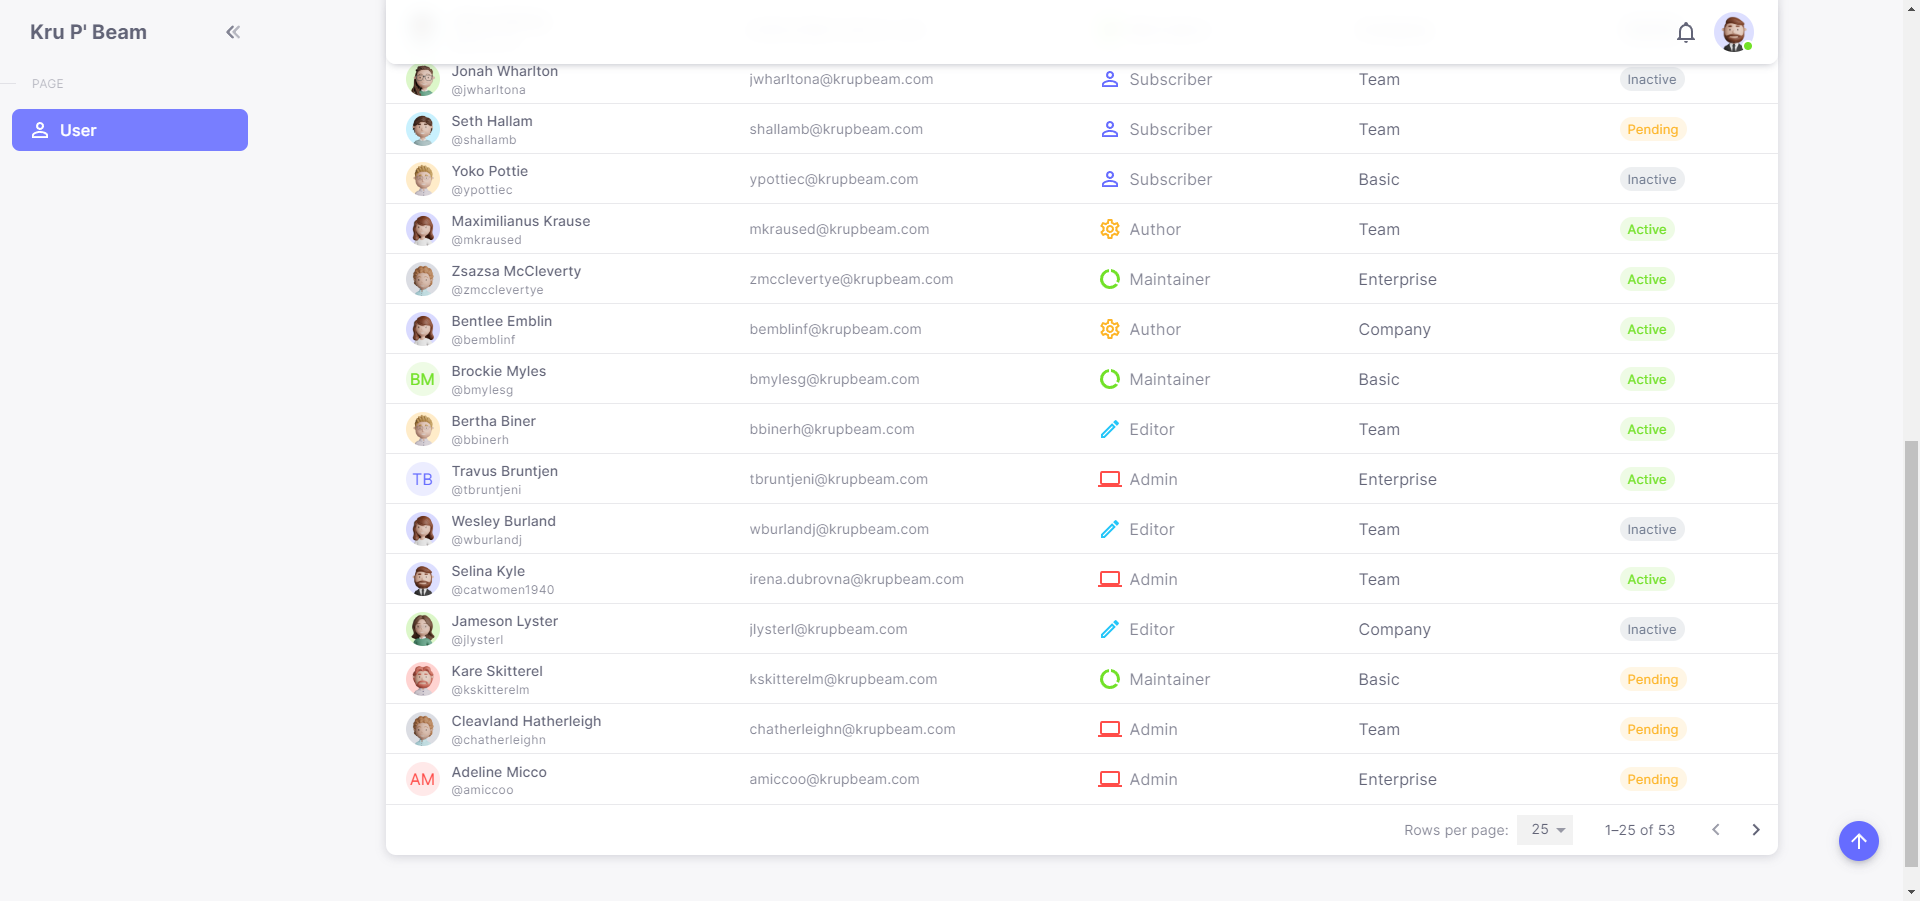 Kru P' Beam
PAGE
User
Jonah Wharlton
@jwharltona
jwharltona@krupbeam.com
Subscriber
Team
Inactive
Seth Hallam
@shallamb
shallamb@krupbeam.com
Subscriber
Team
Pending
Yoko Pottie
@ypottiec
ypottiec@krupbeam.com
Subscriber
Basic
Inactive
Maximilianus Krause
@mkraused
mkraused@krupbeam.com
Author
Team
Active
Zsazsa McCleverty
@zmcclevertye
zmcclevertye@krupbeam.com
Maintainer
Enterprise
Active
Bentlee Emblin
@bemblinf
bemblinf@krupbeam.com
Author
Company
Active
BM
Brockie Myles
@bmylesg
bmylesg@krupbeam.com
Maintainer
Basic
Active
Bertha Biner
@bbinerh
bbinerh@krupbeam.com
Editor
Team
Active
TB
Travus Bruntjen
@tbruntjeni
tbruntjeni@krupbeam.com
Admin
Enterprise
Active
Wesley Burland
@wburlandj
wburlandj@krupbeam.com
Editor
Team
Inactive
Selina Kyle
@catwomen1940
irena.dubrovna@krupbeam.com
Admin
Team
Active
Jameson Lyster
@jlysterl
jlysterl@krupbeam.com
Editor
Company
Inactive
Kare Skitterel
@kskitterelm
kskitterelm@krupbeam.com
Maintainer
Basic
Pending
Cleavland Hatherleigh
@chatherleighn
chatherleighn@krupbeam.com
Admin
Team
Pending
AM
Adeline Micco
@amiccoo
amiccoo@krupbeam.com
Admin
Enterprise
Pending
Rows per page: 25 1–25 of 53